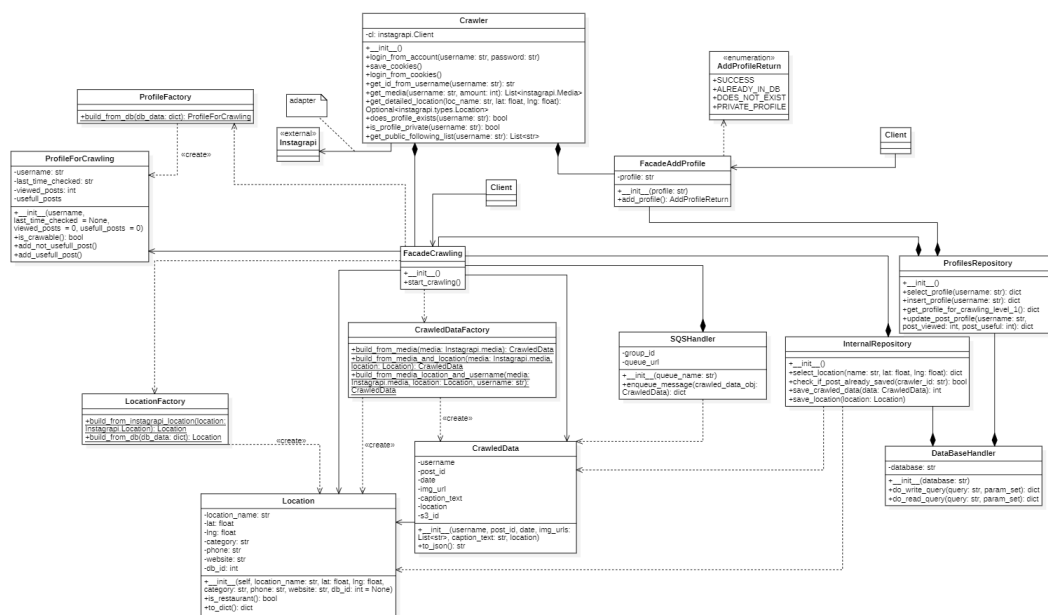 Crawler
-cl: instagrapi.Client
+__init__()
+login_from_account(username: str, password: str)
+save_cookies()
+login_from_cookies()
+get_id_from_username(username: str): str
+get_media(username: str, amount: int): List<instagrapi.Media>
+get_detailed_location(loc_name: str, lat: float, lng: float):
Optional<instagrapi.types.Location>
+does_profile_exists(username: str): bool
+is_profile_private(username: str): bool
+get_public_following_list(username: str): List<str>
«enumeration»
AddProfileReturn
+SUCCESS
+ALREADY_IN_DB
+DOES_NOT_EXIST
+PRIVATE_PROFILE
ProfileFactory
+build_from_db(db_data: dict): ProfileForCrawling
adapter
«external»
Instagrapi
«create»
Client
FacadeAddProfile
-profile: str
+__init__(profile: str)
+add_profile(): AddProfileReturn
ProfileForCrawling
-username: str
-last_time_checked: str
-viewed_posts: int
-usefull_posts
+__init__(username,
last_time_checked = None,
viewed_posts = 0, usefull_posts = 0)
+is_crawable(): bool
+add_not_usefull_post()
+add_usefull_post()
Client
FacadeCrawling
+__init__()
+start_crawling()
ProfilesRepository
+__init__()
+select_profile(username: str): dict
+insert_profile(username: str): dict
+get_profile_for_crawling_level_1(): dict
+update_post_profile(username: str,
post_viewed: int, post_useful: int): dict
CrawledDataFactory
+build_from_media(media: Instagrapi.media): CrawledData
+build_from_media_and_location(media: Instagrapi.media,
location: Location): CrawledData
+build_from_media_location_and_username(media:
Instagrapi.media, location: Location, username: str):
CrawledData
SQSHandler
-group_id
-queue_url
+__init__(queue_name: str)
+enqueue_message(crawled_data_obj:
CrawledData): dict
InternalRepository
+__init__()
+select_location(name: str, lat: float, lng: float): dict
+check_if_post_already_saved(crawler_id: str): bool
+save_crawled_data(data: CrawledData): int
+save_location(location: Location)
LocationFactory
+build_from_instagrapi_location(location:
Instagrapi.Location): Location
+build_from_db(db_data: dict): Location
«create»
«create»
«create»
CrawledData
-username
-post_id
-date
-img_url
-caption_text
-location
-s3_id
+__init__(username, post_id, date, img_urls:
List<str>, caption_text: str, location)
+to_json(): str
DataBaseHandler
-database: str
+__init__(database: str)
+do_write_query(query: str, param_set): dict
+do_read_query(query: str, param_set): dict
Location
-location_name: str
-lat: float
-lng: float
-category: str
-phone: str
-website: str
-db_id: int
+__init__(self, location_name: str, lat: float, lng: float,
category: str, phone: str, website: str, db_id: int = None)
+is_restaurant(): bool
+to_dict(): dict